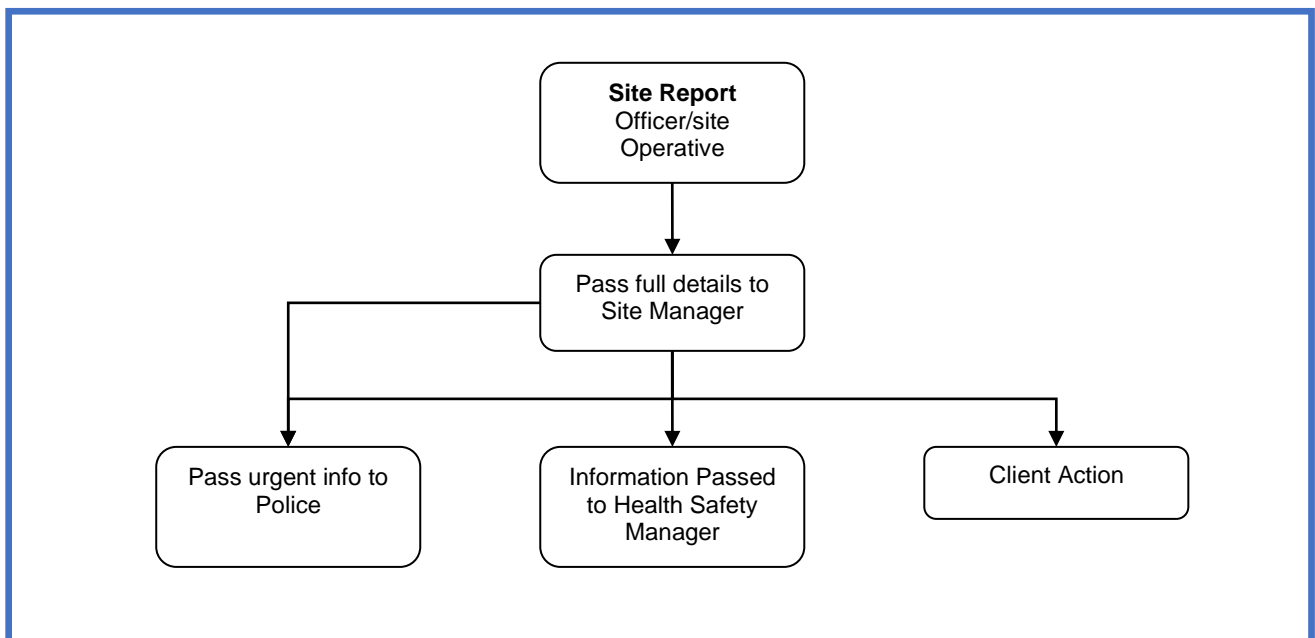 Site Report
Officer/site
Operative
Pass full details to
Site Manager
Pass urgent info to
Police
Information Passed
to Health Safety
Manager
Client Action